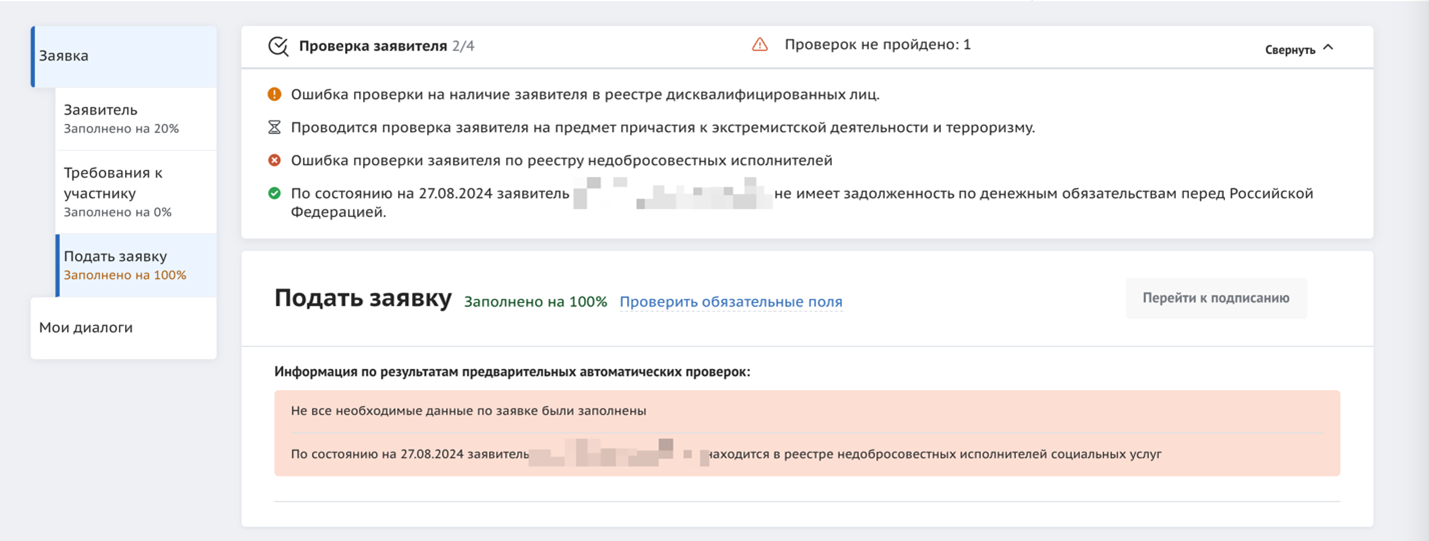 Заявка
Заявитель
Заполнено на 20%
Требования к
участнику
Заполнено на 0%
Подать заявку
Заполнено на 100%
Мои диалоги
Проверка заявителя 2/4
Проверок не пройдено: 1
Свернуть
Ошибка проверки на наличие заявителя в реестре дисквалифицированных лиц.
Проводится проверка заявителя на предмет причастия к экстремистской деятельности и терроризму.
Ошибка проверки заявителя по реестру недобросовестных исполнителей
По состоянию на 27.08.2024 заявитель не имеет задолженность по денежным обязательствам перед Российской
Федерацией.
Подать заявку Заполнено на 100% Проверить обязательные поля
Перейти к подписанию
Информация по результатам предварительных автоматических проверок:
Не все необходимые данные по заявке были заполнены
По состоянию на 27.08.2024 заявитель находится в реестре недобросовестных исполнителей социальных услуг